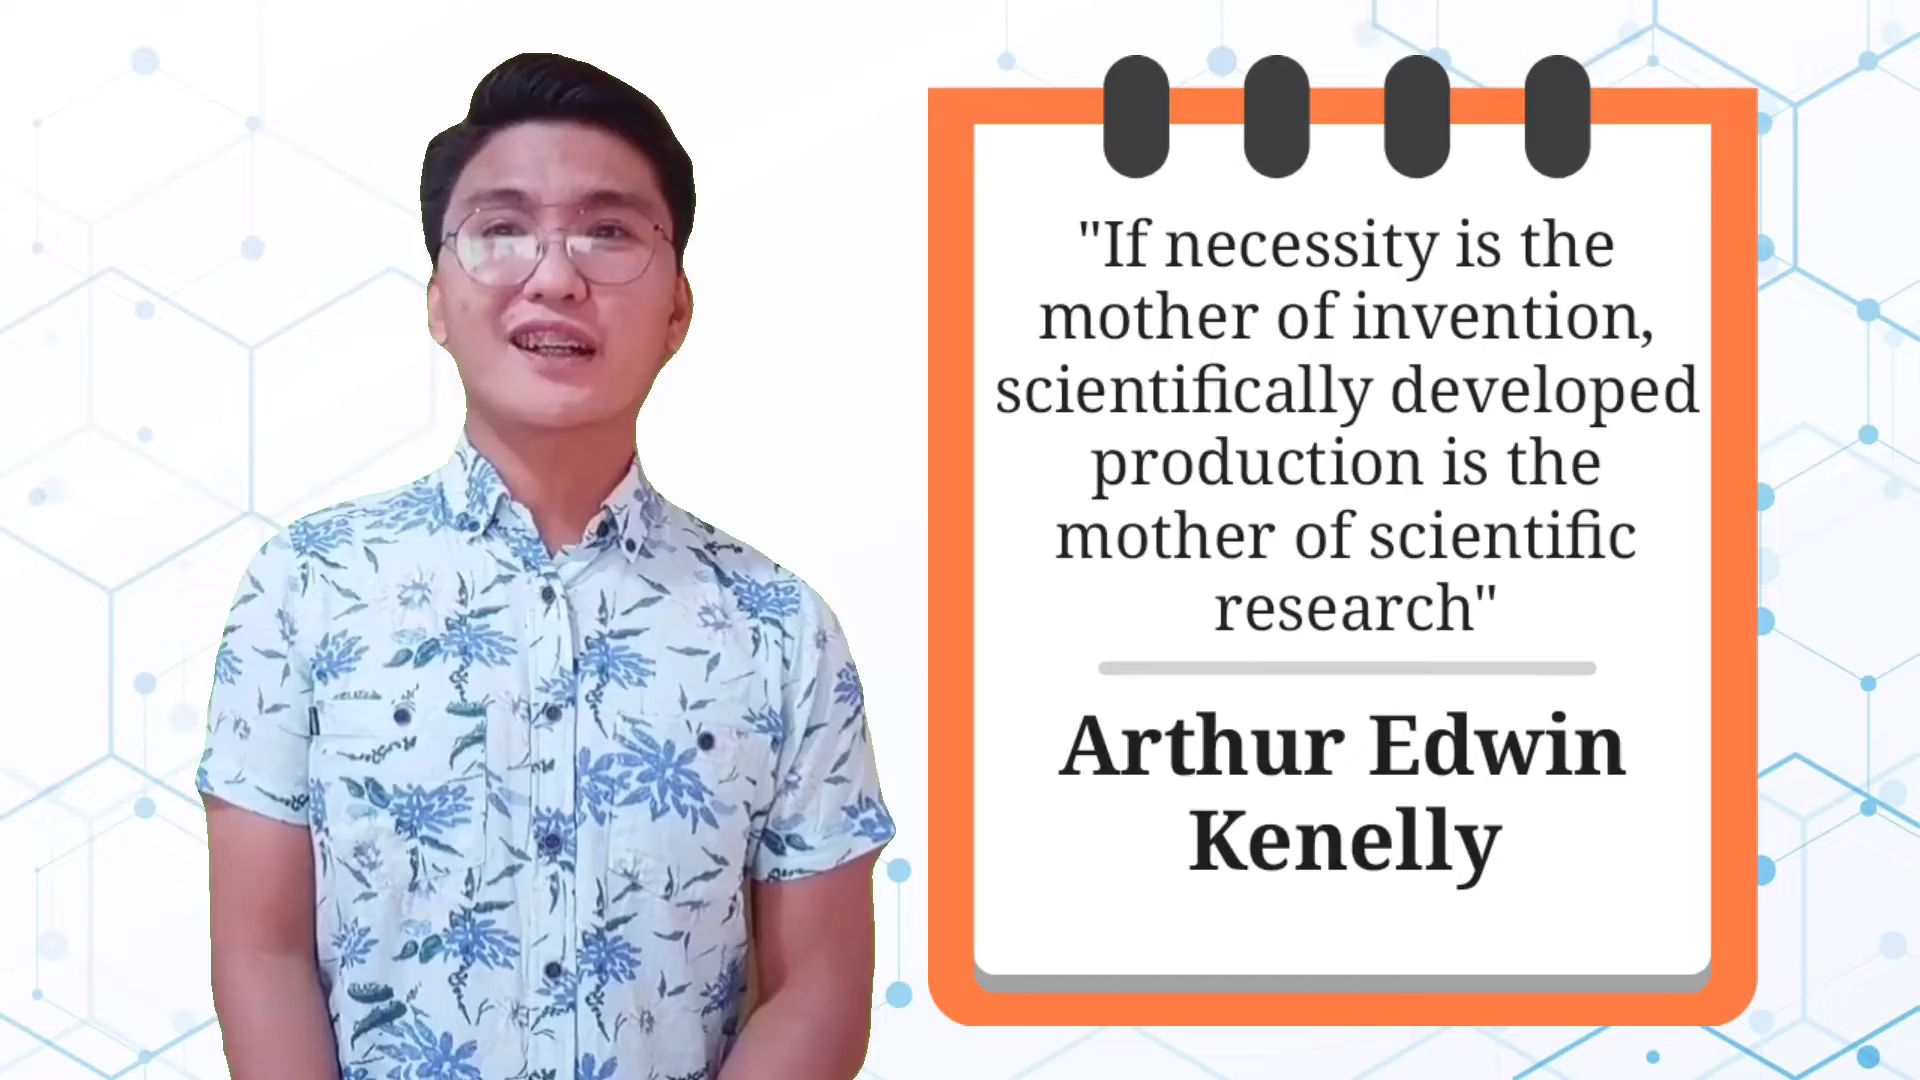 "If necessity is the
mother of invention,
scientifically developed
production is the
mother of scientific
research"
Arthur Edwin
Kenelly